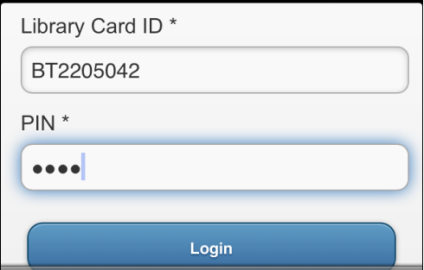 Library Card ID *
BT2205042
PIN *
••••
Login